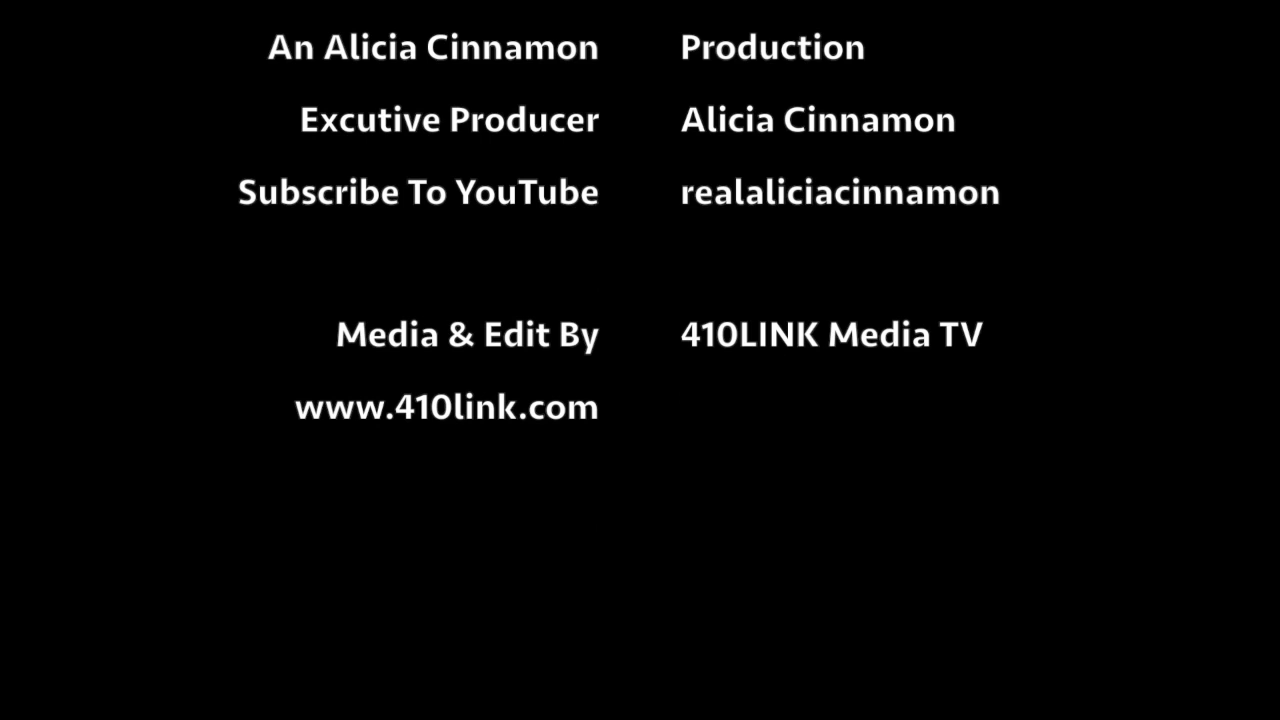 An Alicia Cinnamon Production
Excutive Producer Alicia Cinnamon
Subscribe To YouTube realaliciacinnamon
Media & Edit By 410LINK Media TV
www.410link.com